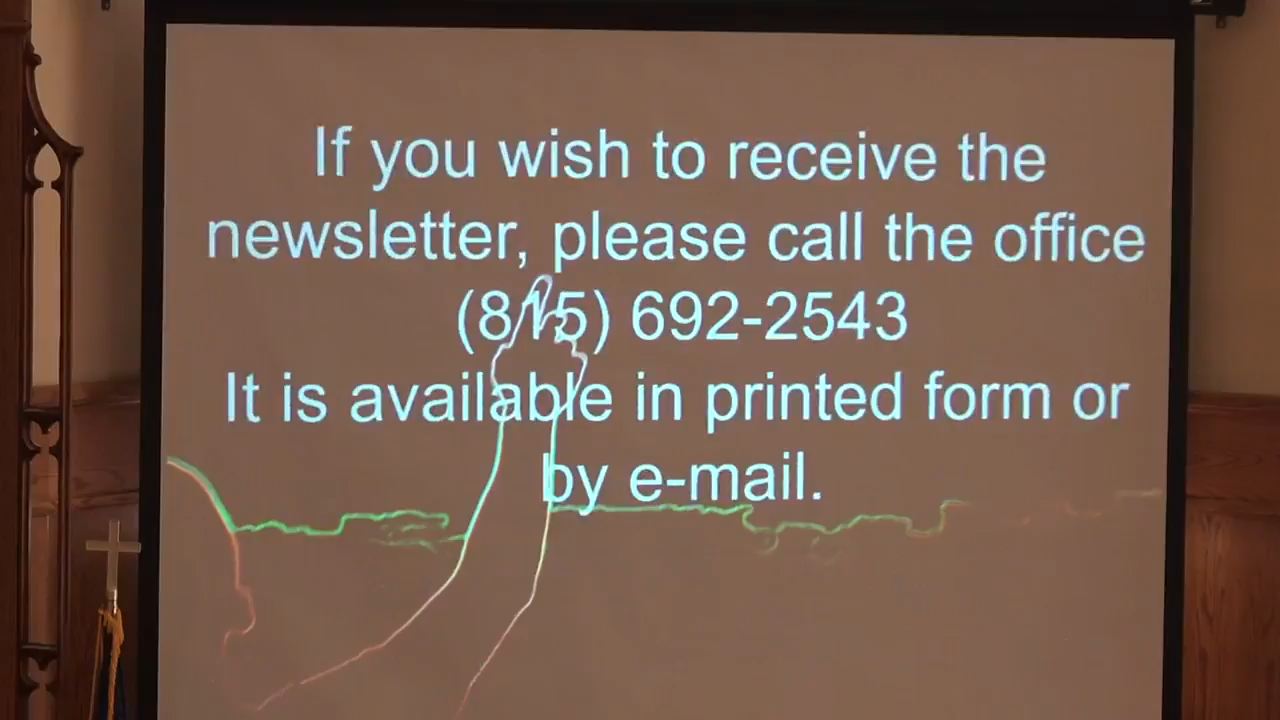 If you wish to receive the
newsletter, please call the office
(815) 692-2543
It is available in printed form or
by e-mail.